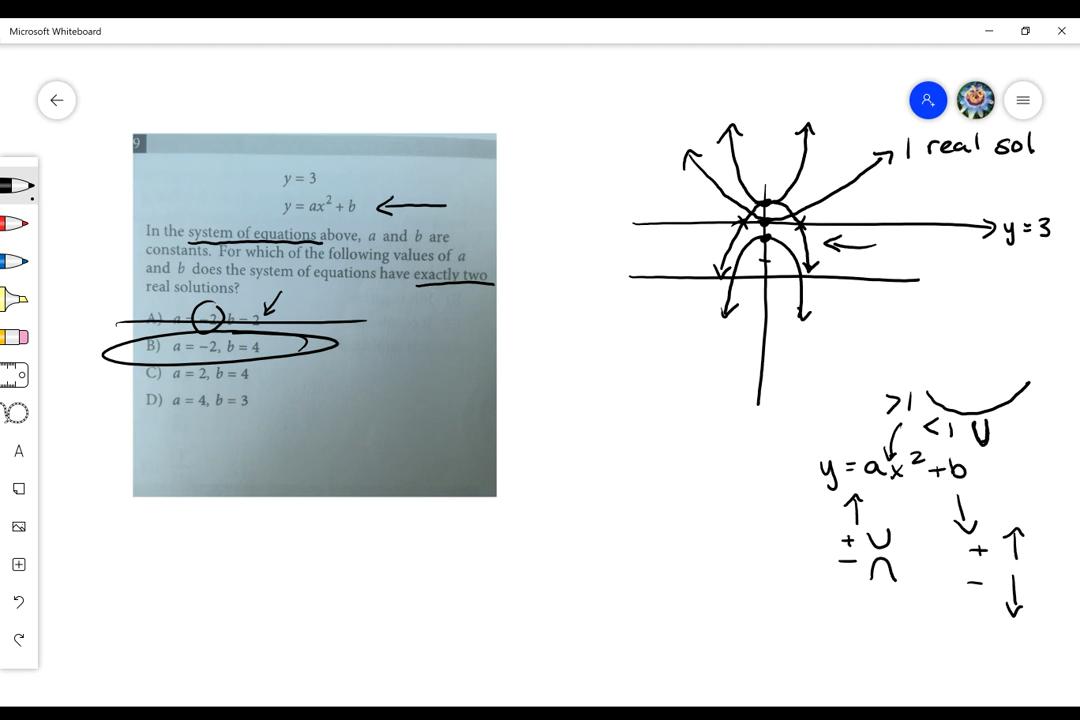 Microsoft Whiteboard
9
y = 3
y = ax² + b
In the system of equations above, a and b are
constants. For which of the following values of a
and b does the system of equations have exactly two
real solutions?
A) a = −2, b = 2
B) a = −2, b = 4
C) a = 2, b = 4
D) a = 4, b = 3
1 real sol
y = 3
>1
<1
y = ax² + b
+
−
+
−
A